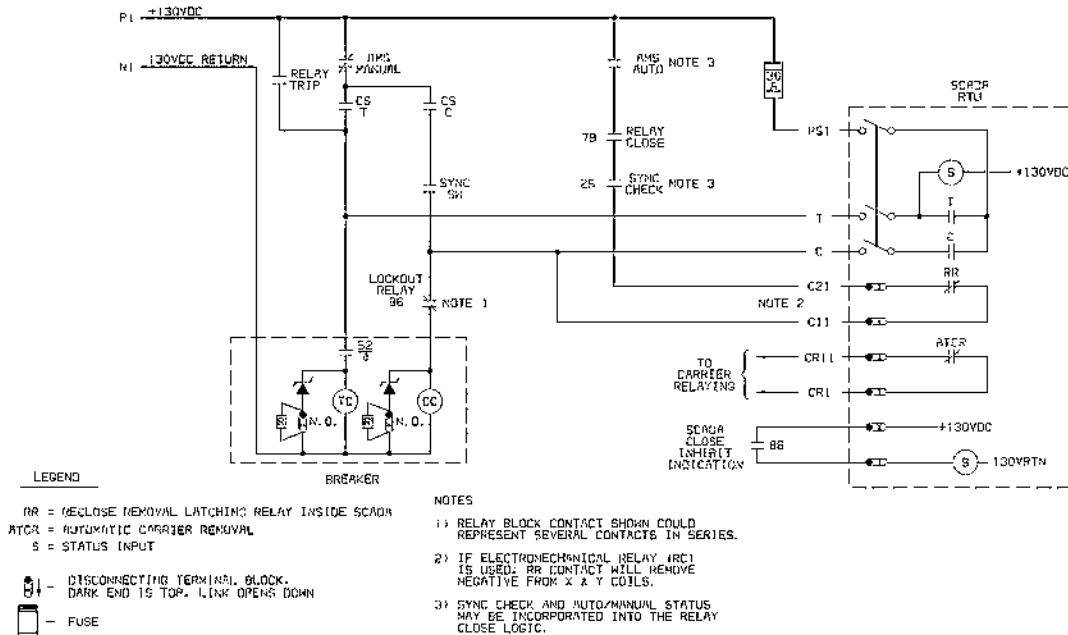 P1 +130VDC
N1 130VDC RETURN
RELAY
TRIP
MANUAL
CS
T
CS
C
SYNC
SW
AUTO NOTE 3
79 RELAY
CLOSE
25 SYNC
CHECK NOTE 3
30
SCADA
RTU
PS1
S +130VDC
T
T
C
C
LOCKOUT
RELAY
86
NOTE 1
C21
RR
NOTE 2
C11
52
a
TO
CARRIER
RELAYING
CR11
ATCR
CR1
TC
CC
N.O.
N.O.
BREAKER
SCADA
CLOSE
INHIBIT
INDICATION
86
+130VDC
S 130VRTN
LEGEND
RR = RECLOSE REMOVAL LATCHING RELAY INSIDE SCADA
ATCR = AUTOMATIC CARRIER REMOVAL
S = STATUS INPUT
- DISCONNECTING TERMINAL BLOCK.
DARK END IS TOP. LINK OPENS DOWN
- FUSE
NOTES
1) RELAY BLOCK CONTACT SHOWN COULD
REPRESENT SEVERAL CONTACTS IN SERIES.
2) IF ELECTROMECHANICAL RELAY (RC)
IS USED, RR CONTACT WILL REMOVE
NEGATIVE FROM X & Y COILS.
3) SYNC CHECK AND AUTO/MANUAL STATUS
MAY BE INCORPORATED INTO THE RELAY
CLOSE LOGIC.